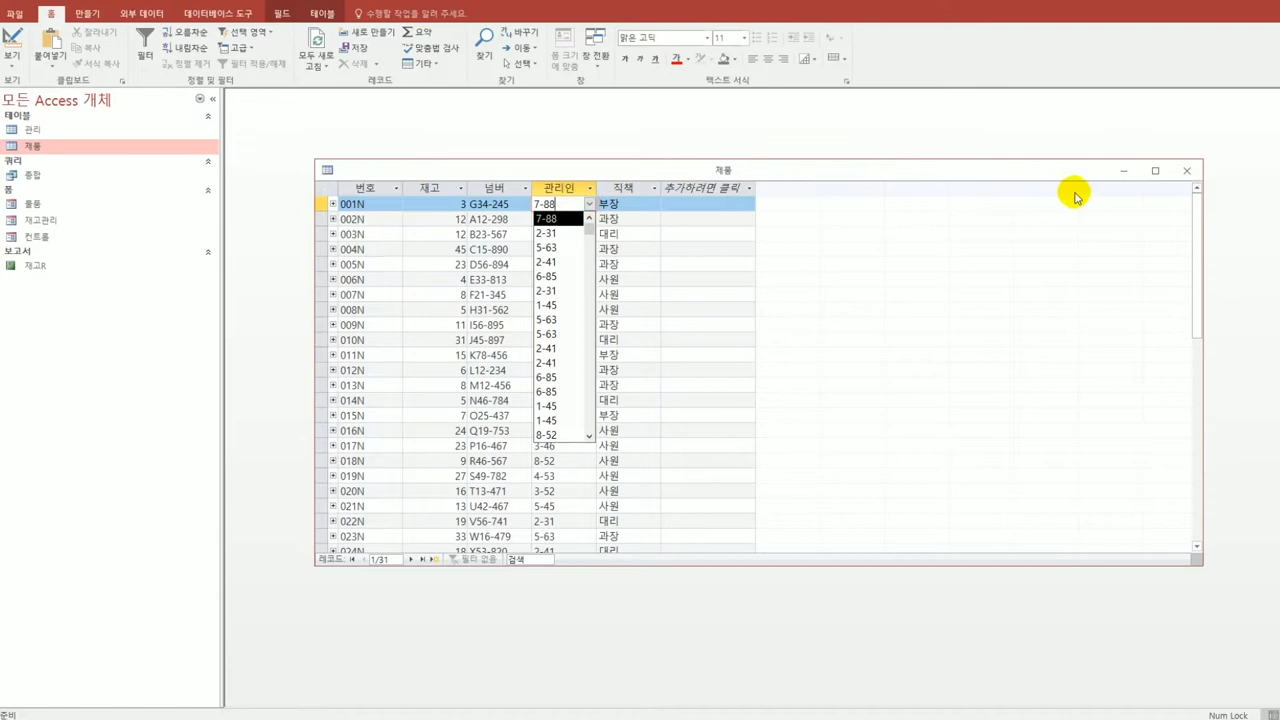 파일 홈 만들기 외부 데이터 데이터베이스 도구 필드 테이블 수행할 작업을 알려 주세요.
잘라내기 오름차순 선택 영역 새로 만들기 요약 바꾸기 맑은 고딕 11
보기 붙여넣기 복사 필터 내림차순 고급 모두 새로 고침 저장 맞춤법 검사 찾기 이동 폼 크기에 맞춤 창 전환
서식 복사 정렬 제거 필터 적용/해제 삭제 기타 선택 가 가 가 가
보기 클립보드 정렬 및 필터 레코드 찾기 창 텍스트 서식
모든 Access 개체
테이블
관리
제품
쿼리
종합
폼
물품
재고관리
컨트롤
보고서
재고R
제품
번호 재고 넘버 관리인 직책 추가하려면 클릭
001N 3 G34-245 7-88 부장
002N 12 A12-298 7-88 과장
003N 12 B23-567 2-31 대리
004N 45 C15-890 5-63 과장
005N 23 D56-894 2-41 과장
006N 4 E33-813 6-85 사원
007N 8 F21-345 2-31 사원
008N 5 H31-562 1-45 사원
009N 11 I56-895 5-63 과장
010N 31 J45-897 5-63 대리
011N 15 K78-456 2-41 부장
012N 6 L12-234 2-41 과장
013N 8 M12-456 6-85 과장
014N 5 N46-784 6-85 대리
015N 7 O25-437 1-45 부장
016N 24 Q19-753 1-45 사원
8-52
017N 23 P16-467 3-46 사원
018N 9 R46-567 8-52 사원
019N 27 S49-782 4-53 사원
020N 16 T13-471 3-52 사원
021N 13 U42-467 5-45 사원
022N 19 V56-741 2-31 대리
023N 33 W16-479 5-63 과장
024N 18 X53-820 2-41 대리
레코드: 1/31 필터 없음 검색
준비 Num Lock